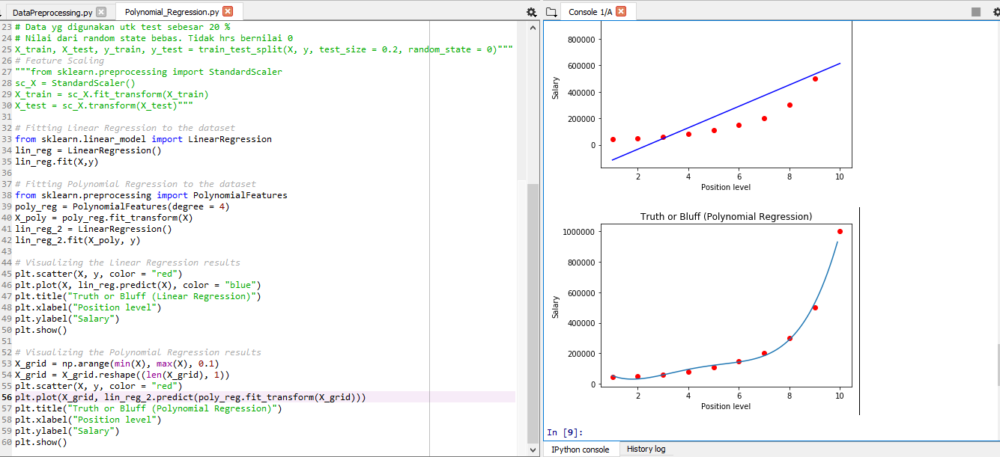 DataPreprocessing.py
Polynomial_Regression.py
23 # Data yg digunakan utk test sebesar 20 %
24 # Nilai dari random state bebas. Tidak hrs bernilai 0
25 X_train, X_test, y_train, y_test = train_test_split(X, y, test_size = 0.2, random_state = 0)"""
26 # Feature Scaling
27 """from sklearn.preprocessing import StandardScaler
28 sc_X = StandardScaler()
29 X_train = sc_X.fit_transform(X_train)
30 X_test = sc_X.transform(X_test)"""
31
32 # Fitting Linear Regression to the dataset
33 from sklearn.linear_model import LinearRegression
34 lin_reg = LinearRegression()
35 lin_reg.fit(X,y)
36
37 # Fitting Polynomial Regression to the dataset
38 from sklearn.preprocessing import PolynomialFeatures
39 poly_reg = PolynomialFeatures(degree = 4)
40 X_poly = poly_reg.fit_transform(X)
41 lin_reg_2 = LinearRegression()
42 lin_reg_2.fit(X_poly, y)
43
44 # Visualizing the Linear Regression results
45 plt.scatter(X, y, color = "red")
46 plt.plot(X, lin_reg.predict(X), color = "blue")
47 plt.title("Truth or Bluff (Linear Regression)")
48 plt.xlabel("Position level")
49 plt.ylabel("Salary")
50 plt.show()
51
52 # Visualizing the Polynomial Regression results
53 X_grid = np.arange(min(X), max(X), 0.1)
54 X_grid = X_grid.reshape((len(X_grid), 1))
55 plt.scatter(X, y, color = "red")
56 plt.plot(X_grid, lin_reg_2.predict(poly_reg.fit_transform(X_grid)))
57 plt.title("Truth or Bluff (Polynomial Regression)")
58 plt.xlabel("Position level")
59 plt.ylabel("Salary")
60 plt.show()
Console 1/A
800000
600000
400000
200000
0
Salary
2 4 6 8 10
Position level
Truth or Bluff (Polynomial Regression)
1000000
800000
600000
400000
200000
0
Salary
2 4 6 8 10
Position level
In [9]:
IPython console
History log